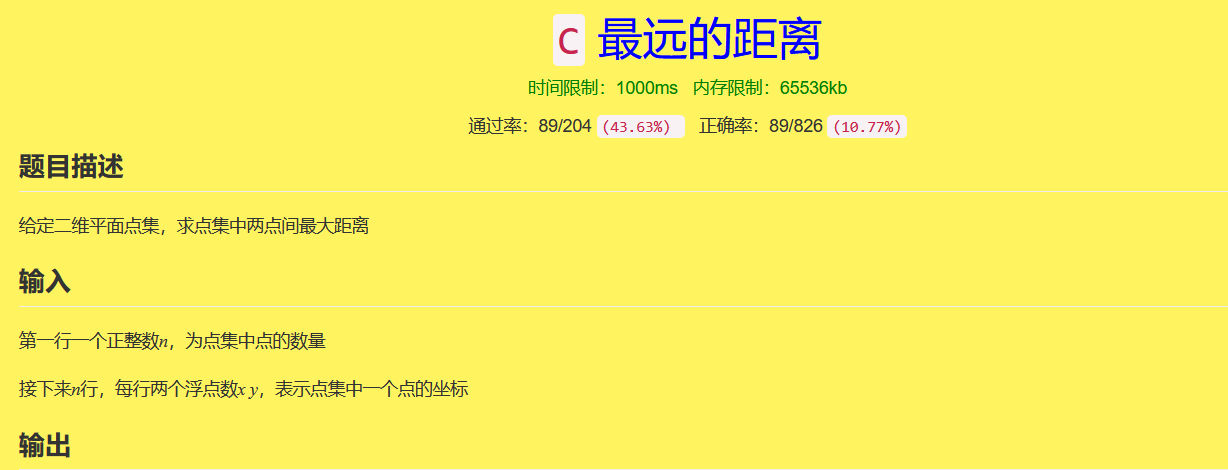 C 最远的距离
时间限制：1000ms 内存限制：65536kb
通过率：89/204 (43.63%) 正确率：89/826 (10.77%)
题目描述
给定二维平面点集，求点集中两点间最大距离
输入
第一行一个正整数n，为点集中点的数量
接下来n行，每行两个浮点数x y，表示点集中一个点的坐标
输出